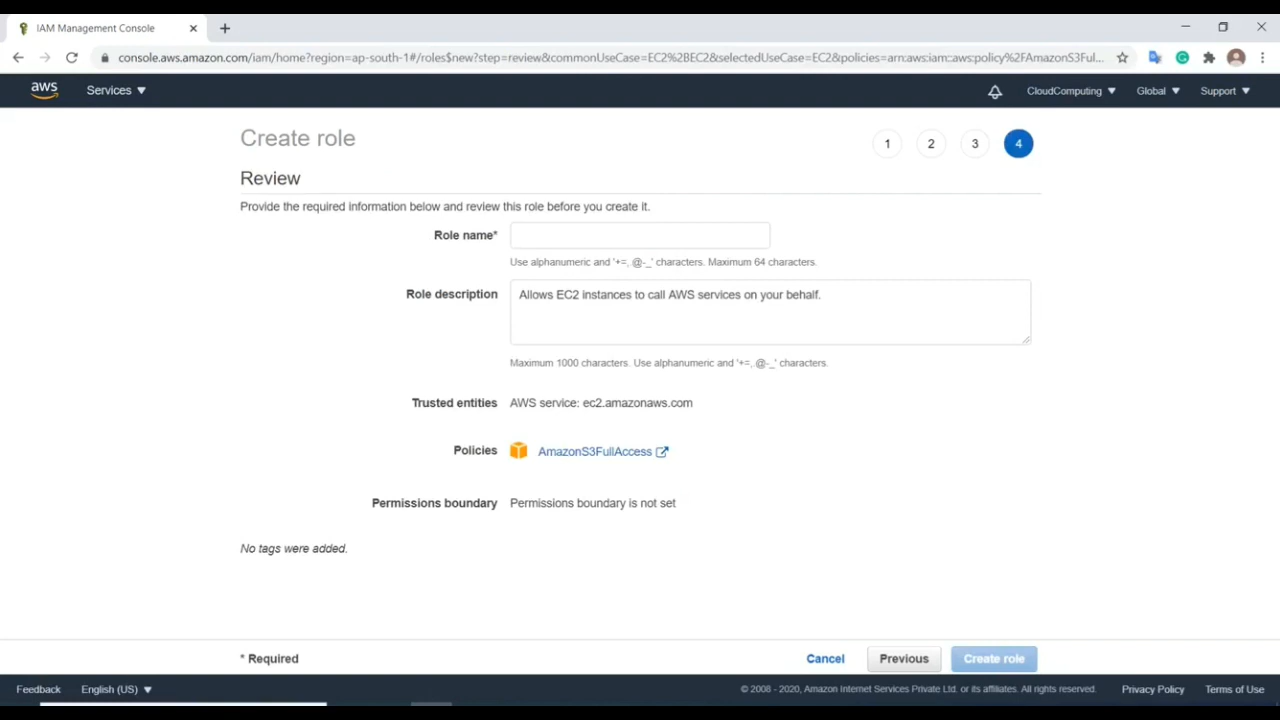 IAM Management Console
console.aws.amazon.com/iam/home?region=ap-south-1#/roles$new?step=review&commonUseCase=EC2%2BEC2&selectedUseCase=EC2&policies=arn:aws:iam:aws:policy%2FAmazonS3Ful...
aws Services CloudComputing Global Support
Create role 1 2 3 4
Review
Provide the required information below and review this role before you create it.
Role name*
Use alphanumeric and '+=,.@-_' characters. Maximum 64 characters.
Role description Allows EC2 instances to call AWS services on your behalf.
Maximum 1000 characters. Use alphanumeric and '+=,.@-_' characters.
Trusted entities AWS service: ec2.amazonaws.com
Policies AmazonS3FullAccess
Permissions boundary Permissions boundary is not set
No tags were added.
* Required Cancel Previous Create role
Feedback English (US) © 2008 - 2020, Amazon Internet Services Private Ltd. or its affiliates. All rights reserved. Privacy Policy Terms of Use